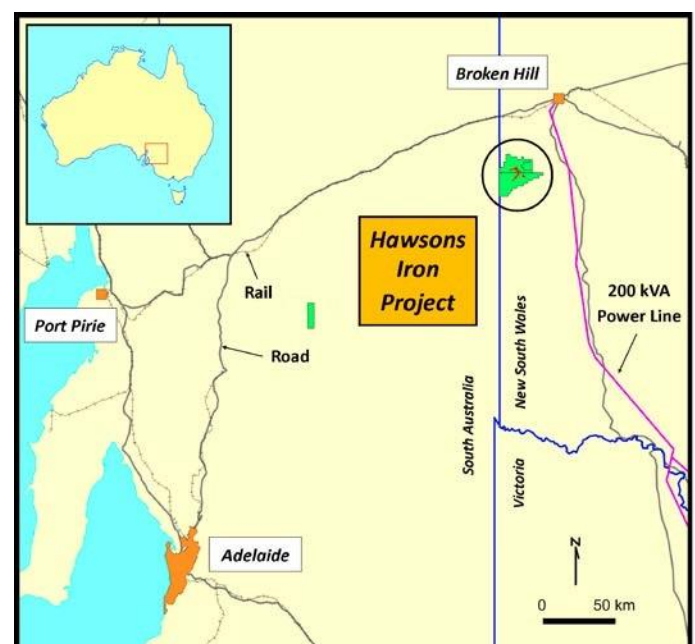 Broken Hill
Hawsons
Iron
Project
Rail
Port Pirie
Road
200 kVA
Power Line
South Australia
New South Wales
Victoria
Adelaide
N
0 50 km